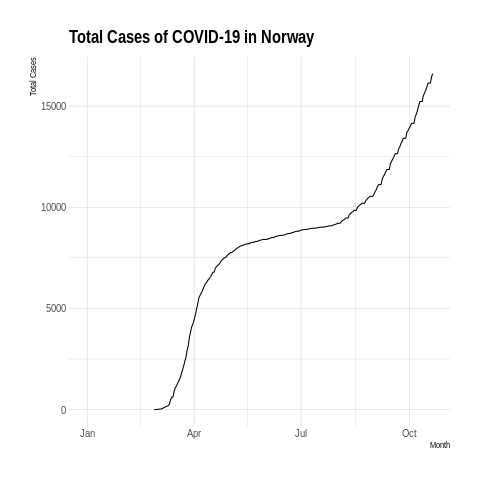 Total Cases of COVID-19 in Norway
Total Cases
15000
10000
5000
0
Jan Apr Jul Oct
Month